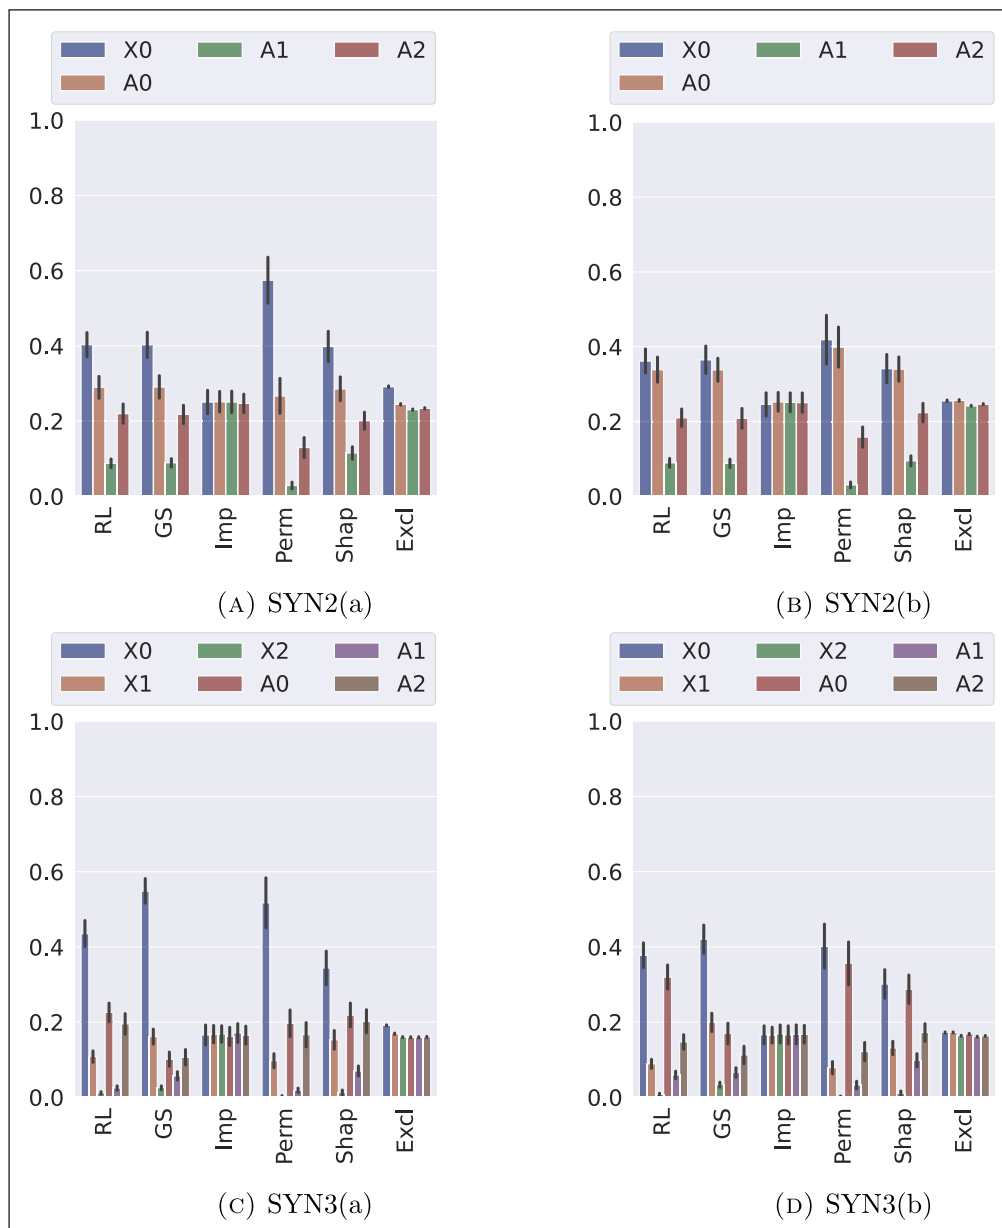 X0 A1 A2
A0
1.0
0.8
0.6
0.4
0.2
0.0
RL GS Imp Perm Shap Excl
(A) SYN2(a)
X0 A1 A2
A0
1.0
0.8
0.6
0.4
0.2
0.0
RL GS Imp Perm Shap Excl
(B) SYN2(b)
X0 X2 A1
X1 A0 A2
1.0
0.8
0.6
0.4
0.2
0.0
RL GS Imp Perm Shap Excl
(C) SYN3(a)
X0 X2 A1
X1 A0 A2
1.0
0.8
0.6
0.4
0.2
0.0
RL GS Imp Perm Shap Excl
(D) SYN3(b)